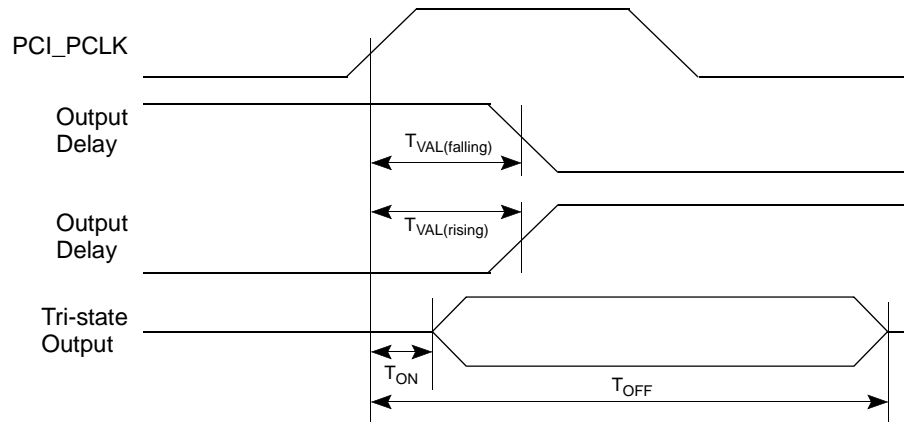 PCI_PCLK
Output
Delay
TVAL(falling)
Output
Delay
TVAL(rising)
Tri-state
Output
TON
TOFF